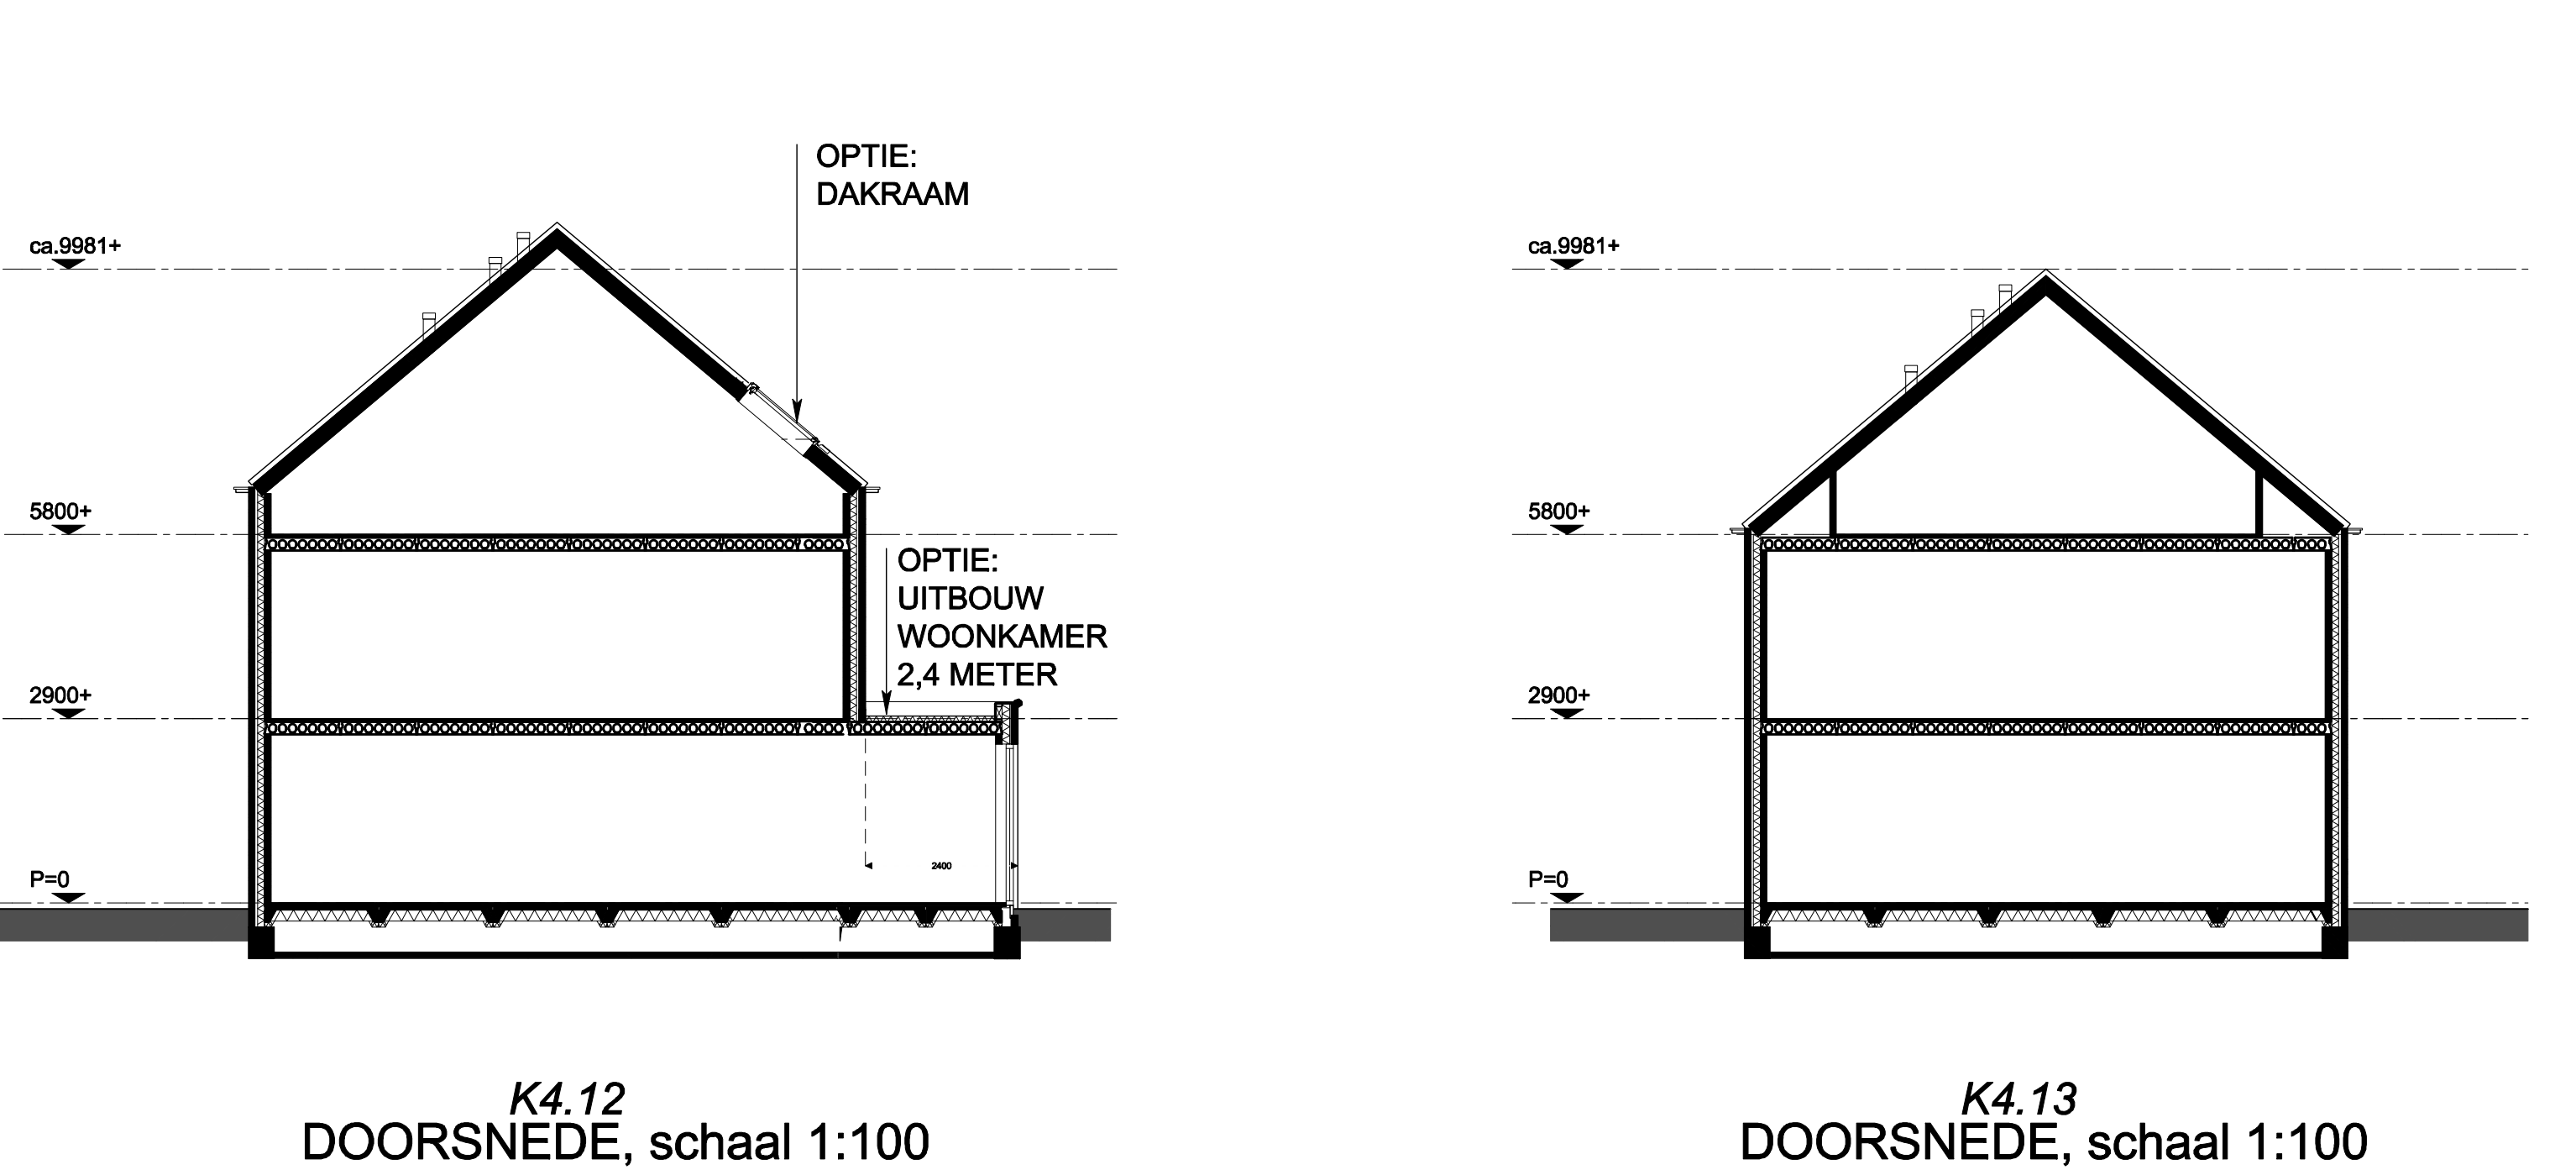 OPTIE:
DAKRAAM
ca.9981+
5800+
OPTIE:
UITBOUW
WOONKAMER
2,4 METER
2900+
2400
P=0
K4.12
DOORSNEDE, schaal 1:100
ca.9981+
5800+
2900+
P=0
K4.13
DOORSNEDE, schaal 1:100